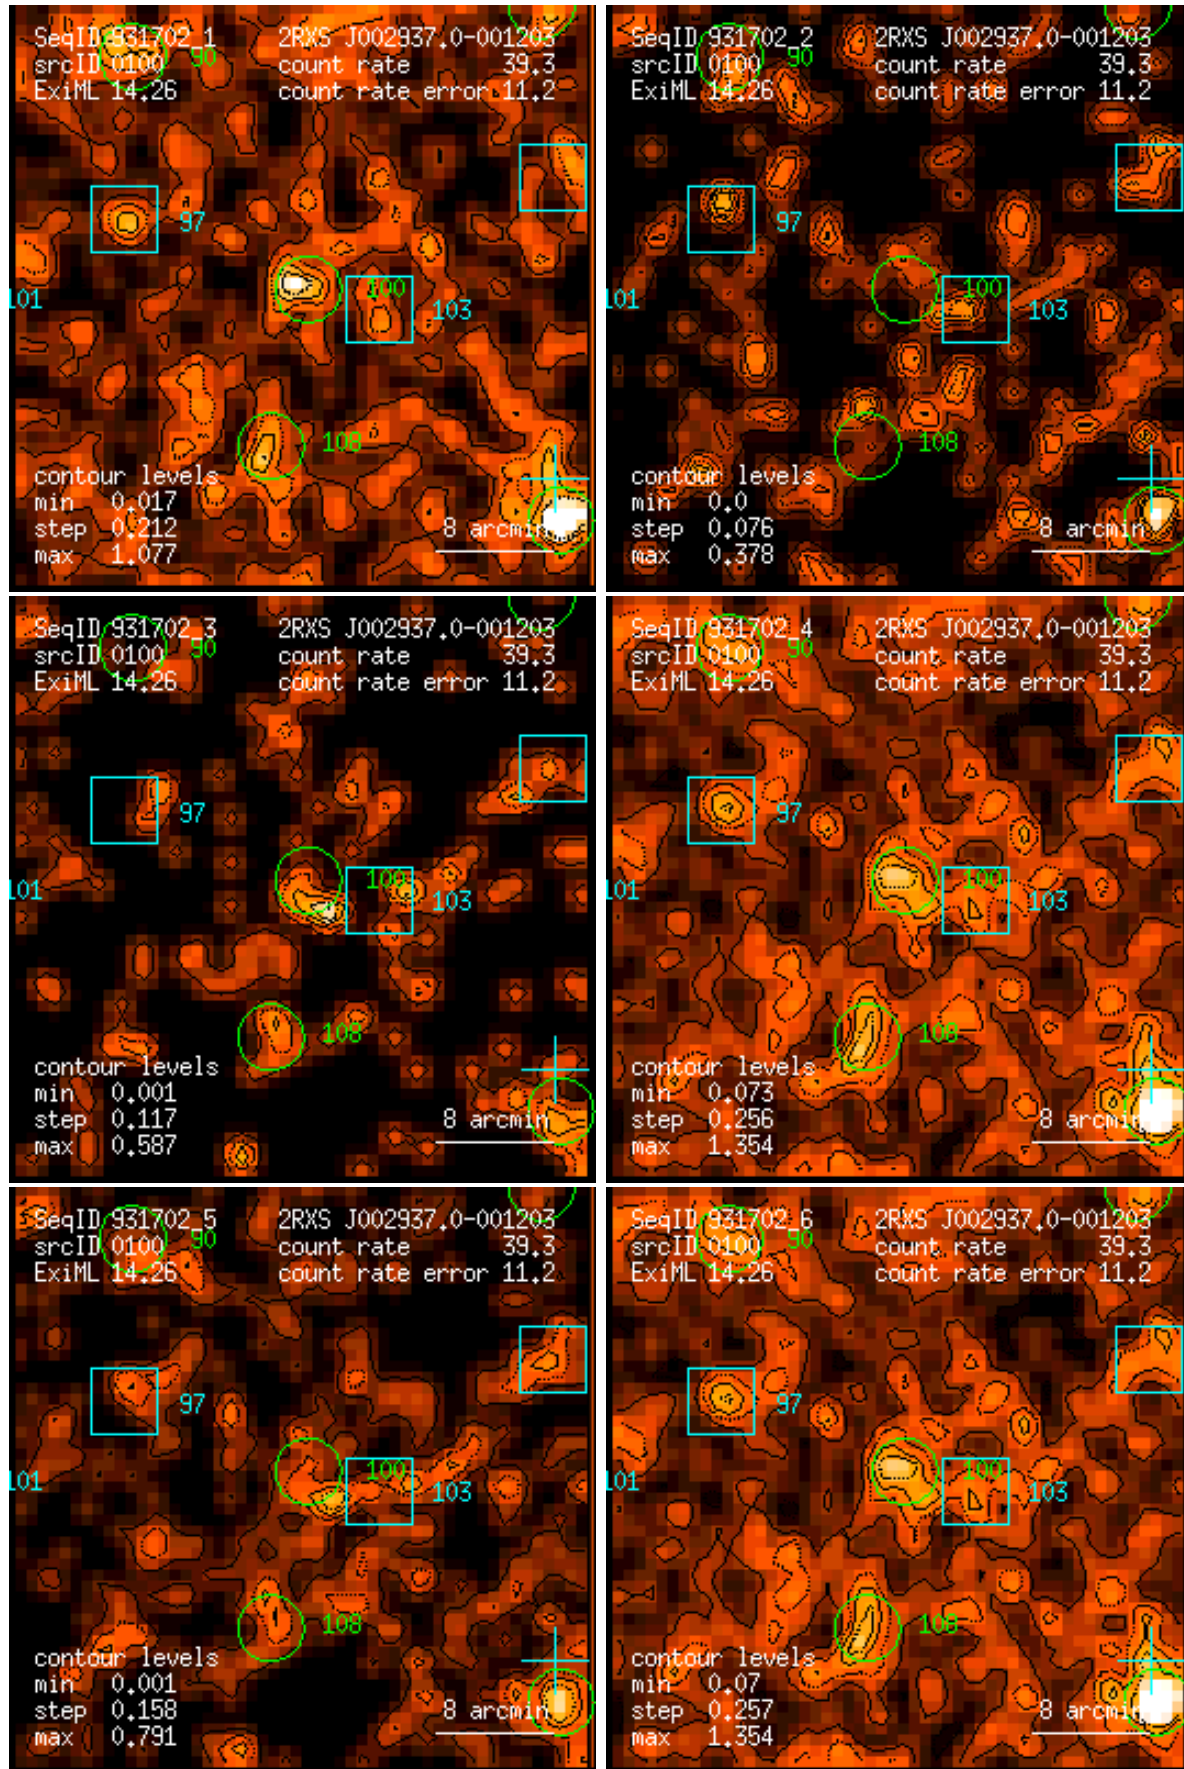 SeqID 931702_1 2RXS J002937.0-001203
srcID 0100 90 count rate 39.3
ExiML 14.26 count rate error 11.2
97
100
101 103
108
contour levels
min 0.017
step 0.212 8 arcmin
max 1.077
SeqID 931702_2 2RXS J002937.0-001203
srcID 0100 90 count rate 39.3
ExiML 14.26 count rate error 11.2
97
100
101 103
108
contour levels
min 0.0
step 0.076 8 arcmin
max 0.378
SeqID 931702_3 2RXS J002937.0-001203
srcID 0100 90 count rate 39.3
ExiML 14.26 count rate error 11.2
97
100
101 103
108
contour levels
min 0.001
step 0.117 8 arcmin
max 0.587
SeqID 931702_4 2RXS J002937.0-001203
srcID 0100 90 count rate 39.3
ExiML 14.26 count rate error 11.2
97
100
101 103
108
contour levels
min 0.073
step 0.256 8 arcmin
max 1.354
SeqID 931702_5 2RXS J002937.0-001203
srcID 0100 90 count rate 39.3
ExiML 14.26 count rate error 11.2
97
100
101 103
108
contour levels
min 0.001
step 0.158 8 arcmin
max 0.791
SeqID 931702_6 2RXS J002937.0-001203
srcID 0100 90 count rate 39.3
ExiML 14.26 count rate error 11.2
97
100
101 103
108
contour levels
min 0.07
step 0.257 8 arcmin
max 1.354